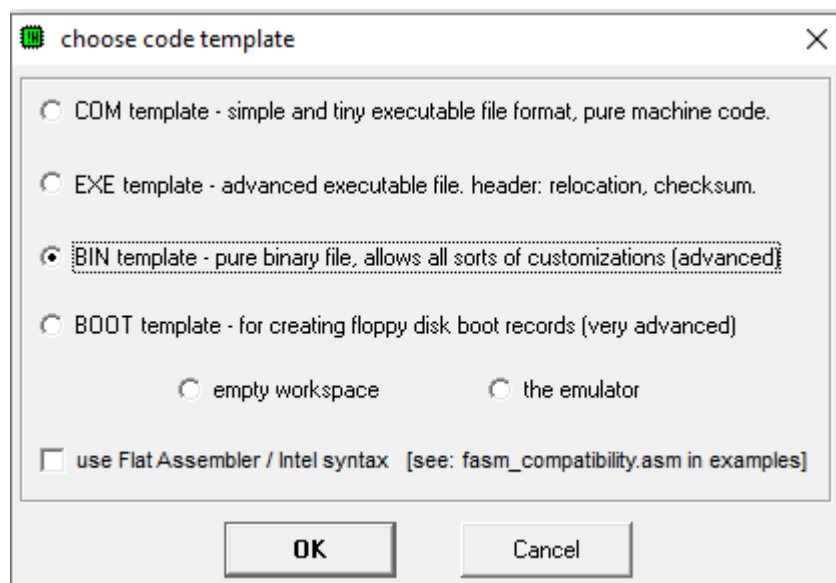 choose code template
COM template - simple and tiny executable file format, pure machine code.
EXE template - advanced executable file. header: relocation, checksum.
BIN template - pure binary file, allows all sorts of customizations (advanced)
BOOT template - for creating floppy disk boot records (very advanced)
empty workspace the emulator
use Flat Assembler / Intel syntax [see: fasm_compatibility.asm in examples]
OK Cancel